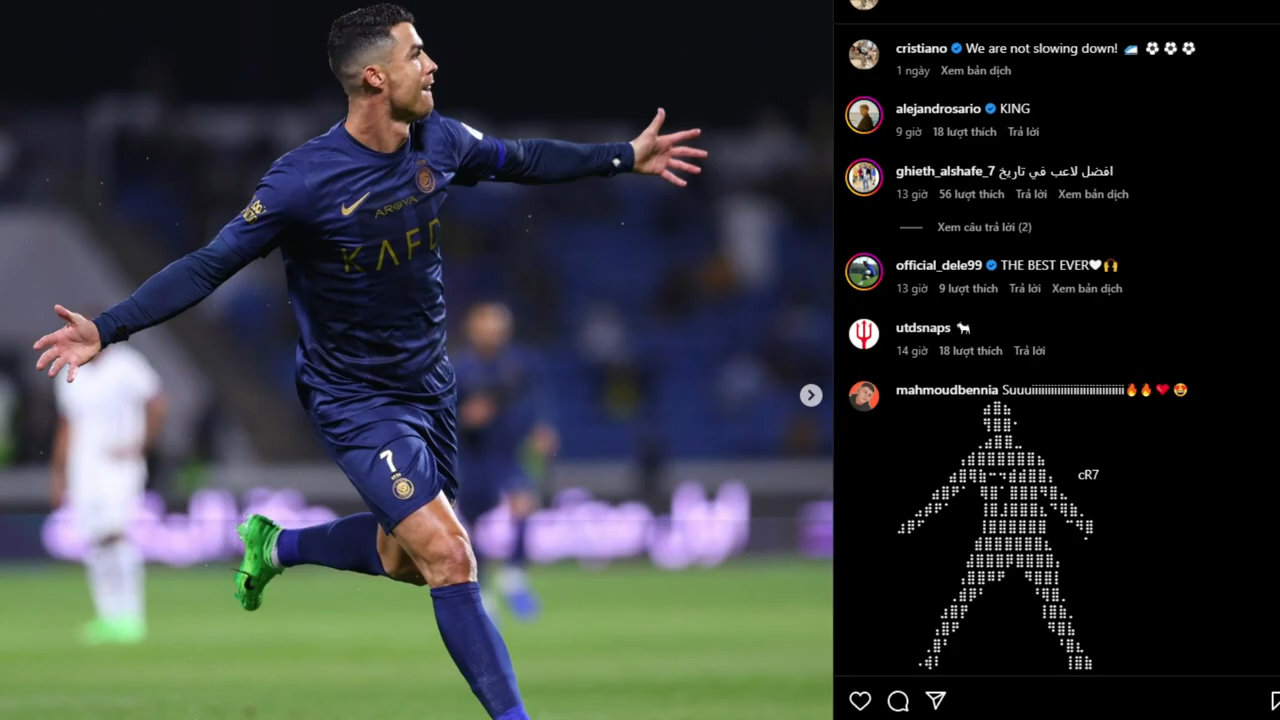 AROYA
KAFD
7
cristiano We are not slowing down! 🌊 ⚽ ⚽ ⚽
1 ngày Xem bản dịch
alejandrosario KING
9 giờ 18 lượt thích Trả lời
ghieth_alshafe_7 افضل لاعب في تاريخ
13 giờ 56 lượt thích Trả lời Xem bản dịch
Xem câu trả lời (2)
official_dele99 THE BEST EVER🤍🙌
13 giờ 9 lượt thích Trả lời Xem bản dịch
utdsnaps 🐐
14 giờ 18 lượt thích Trả lời
mahmoudbennia Suuuiiiiiiiiiiiiiiiiiiiiiiiiiiiiii🔥🔥❤️😍
cR7